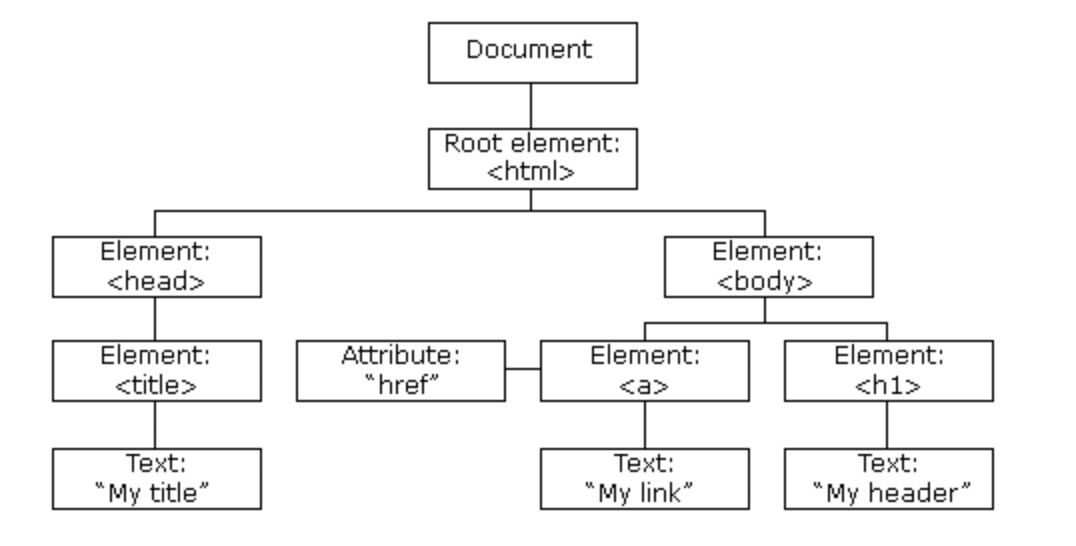 Document
Root element:
<html>
Element:
<head>
Element:
<body>
Element:
<title>
Attribute:
“href”
Element:
<a>
Element:
<h1>
Text:
“My title”
Text:
“My link”
Text:
“My header”